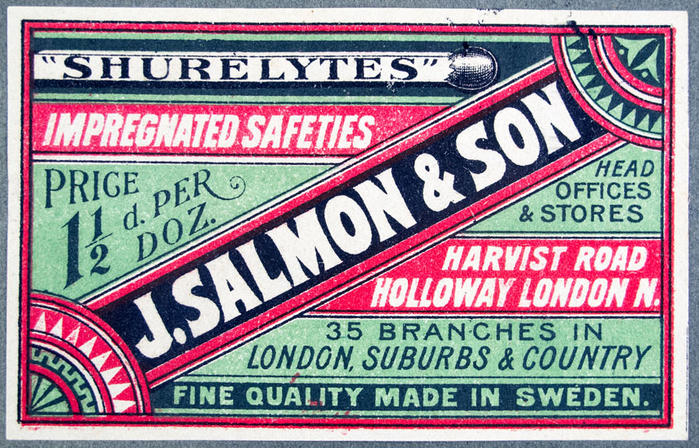 "SHURELYTES"
IMPREGNATED SAFETIES
PRICE
1½ d. PER
DOZ.
J. SALMON & SON
HEAD
OFFICES
& STORES
HARVIST ROAD
HOLLOWAY LONDON N.
35 BRANCHES IN
LONDON, SUBURBS & COUNTRY
FINE QUALITY MADE IN SWEDEN.